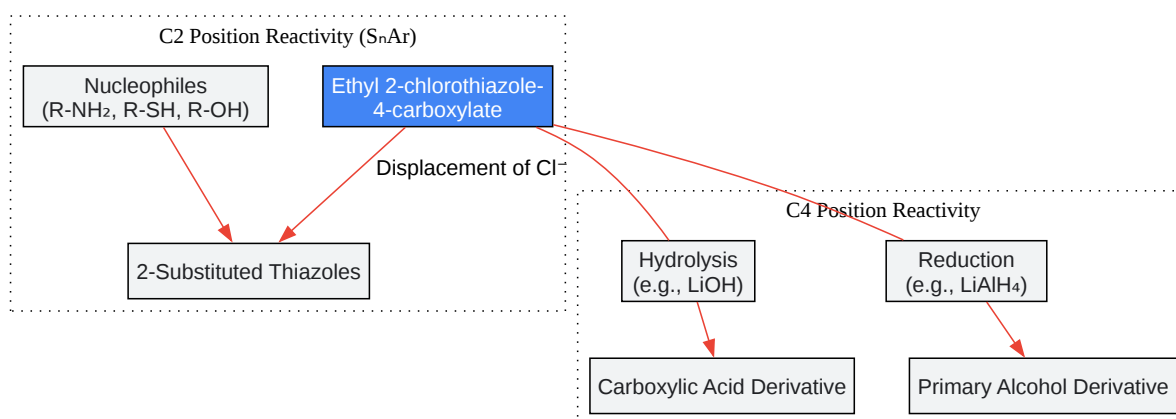 C2 Position Reactivity (SₙAr)
Nucleophiles
(R-NH₂, R-SH, R-OH)
Ethyl 2-chlorothiazole-
4-carboxylate
Displacement of Cl⁻
2-Substituted Thiazoles
C4 Position Reactivity
Hydrolysis
(e.g., LiOH)
Reduction
(e.g., LiAlH₄)
Carboxylic Acid Derivative
Primary Alcohol Derivative